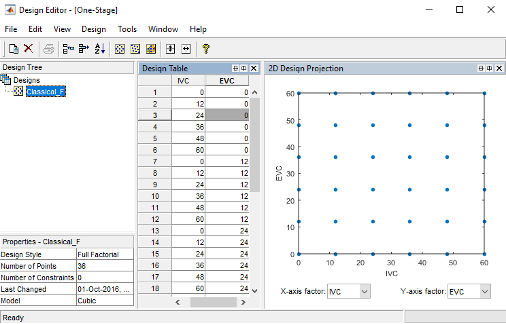 Design Editor - [One-Stage]
File Edit View Design Tools Window Help
Design Tree
Designs
Classical_F
Properties - Classical_F
Design Style Full Factorial
Number of Points 36
Number of Constraints 0
Last Changed 01-Oct-2016, ...
Model Cubic
Design Table
IVC EVC
1 0 0
2 12 0
3 24 0
4 36 0
5 48 0
6 60 0
7 0 12
8 12 12
9 24 12
10 36 12
11 48 12
12 60 12
13 0 24
14 12 24
15 24 24
16 36 24
17 48 24
18 60 24
2D Design Projection
60
50
40
30
20
10
0
EVC
0 10 20 30 40 50 60
IVC
X-axis factor: IVC Y-axis factor: EVC
Ready